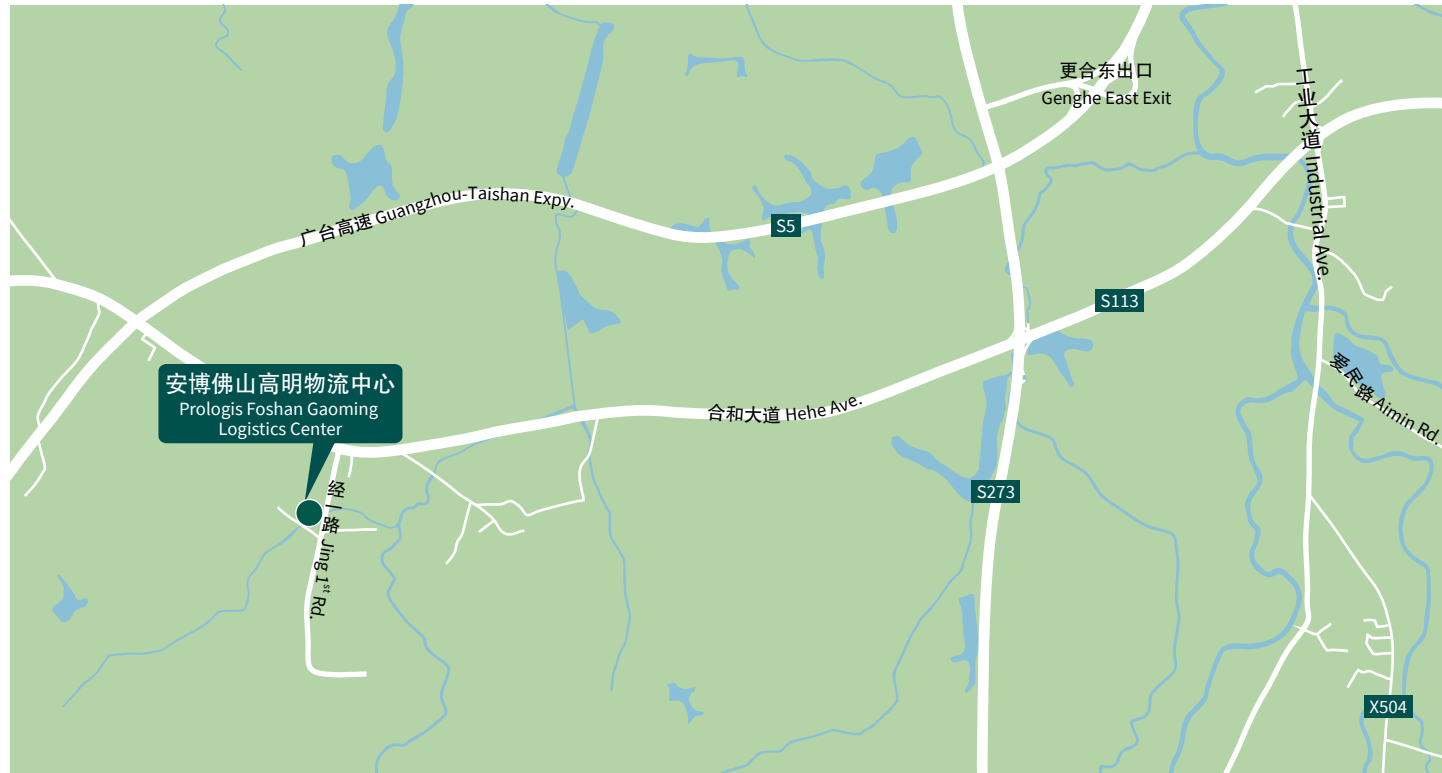 更合东出口
Genghe East Exit
工业大道 Industrial Ave.
广台高速 Guangzhou-Taishan Expy.
S5
S113
爱民路 Aimin Rd.
安博佛山高明物流中心
Prologis Foshan Gaoming
Logistics Center
合和大道 Hehe Ave.
S273
经一路 Jing 1st Rd.
X504